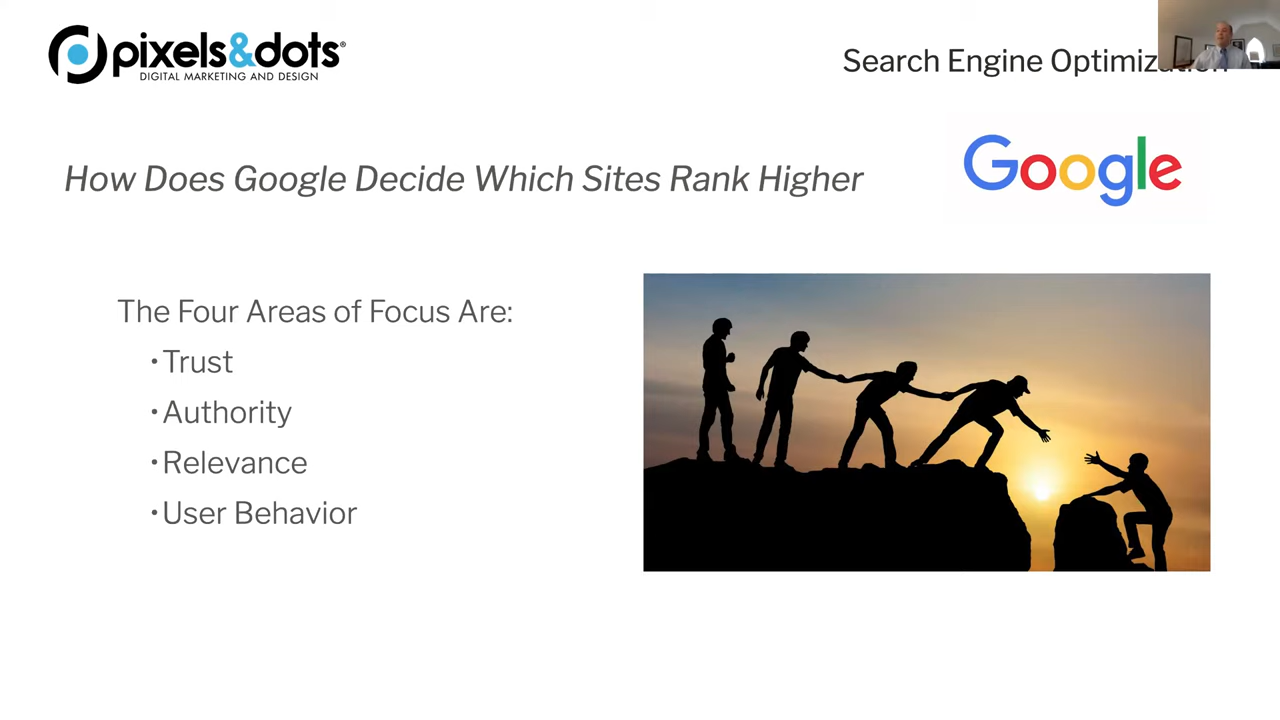 pixels&dots®
DIGITAL MARKETING AND DESIGN
Search Engine Optimization
How Does Google Decide Which Sites Rank Higher
Google
The Four Areas of Focus Are:
•Trust
•Authority
•Relevance
•User Behavior